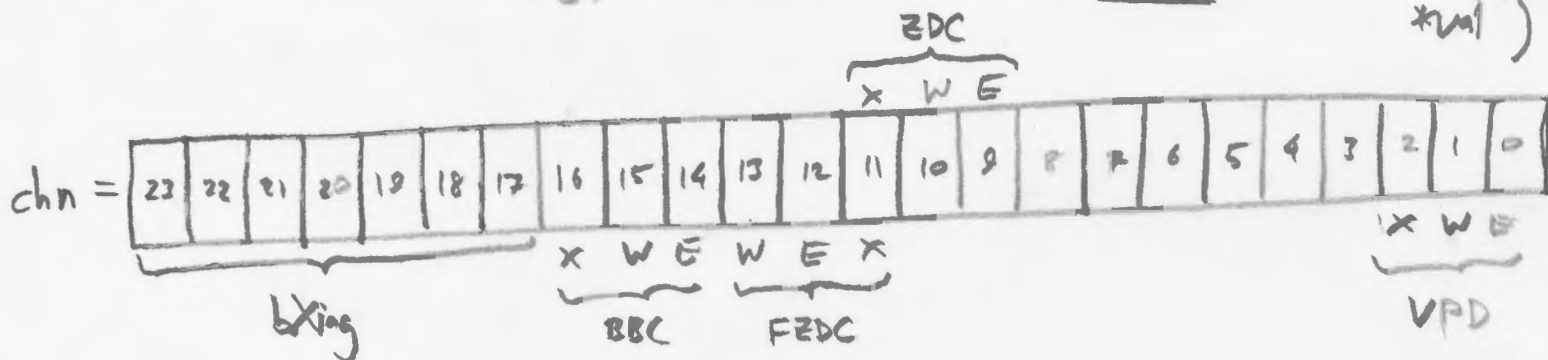 *val )
ZDC
X W E
chn = 23 22 21 20 19 18 17 16 15 14 13 12 11 10 9 8 7 6 5 4 3 2 1 0
X W E W E X X W E
bXing BBC FZDC VPD